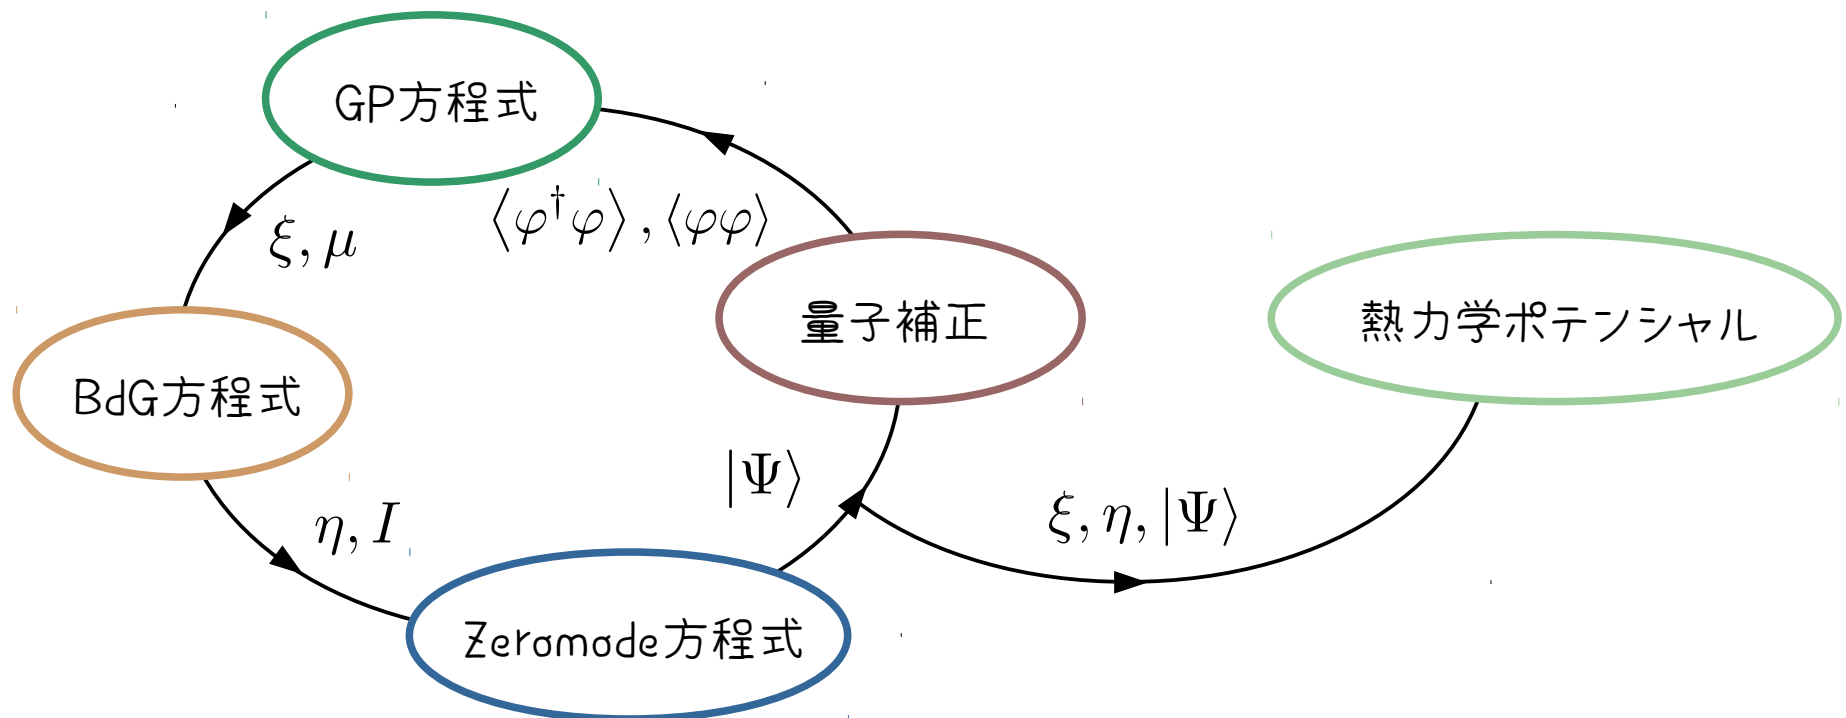 GP方程式
⟨φ†φ⟩, ⟨φφ⟩
ξ, μ
量子補正
熱力学ポテンシャル
BdG方程式
|Ψ⟩
ξ, η, |Ψ⟩
η, I
Zeromode方程式